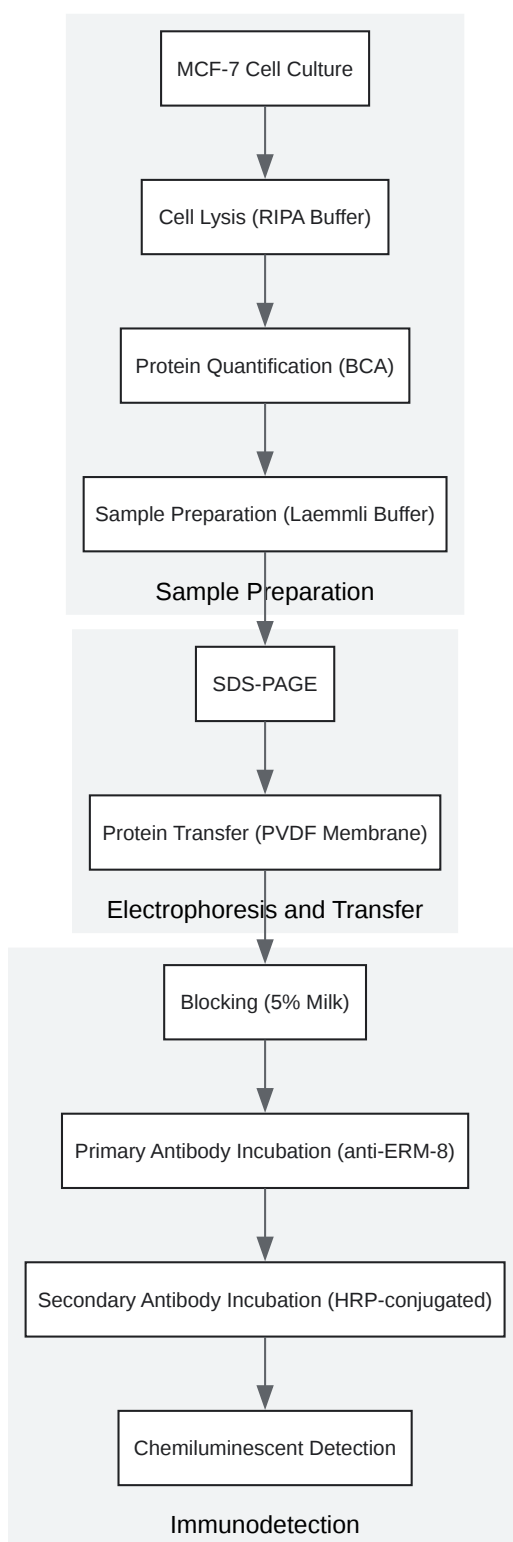 MCF-7 Cell Culture
Cell Lysis (RIPA Buffer)
Protein Quantification (BCA)
Sample Preparation (Laemmli Buffer)
Sample Preparation
SDS-PAGE
Protein Transfer (PVDF Membrane)
Electrophoresis and Transfer
Blocking (5% Milk)
Primary Antibody Incubation (anti-ERM-8)
Secondary Antibody Incubation (HRP-conjugated)
Chemiluminescent Detection
Immunodetection